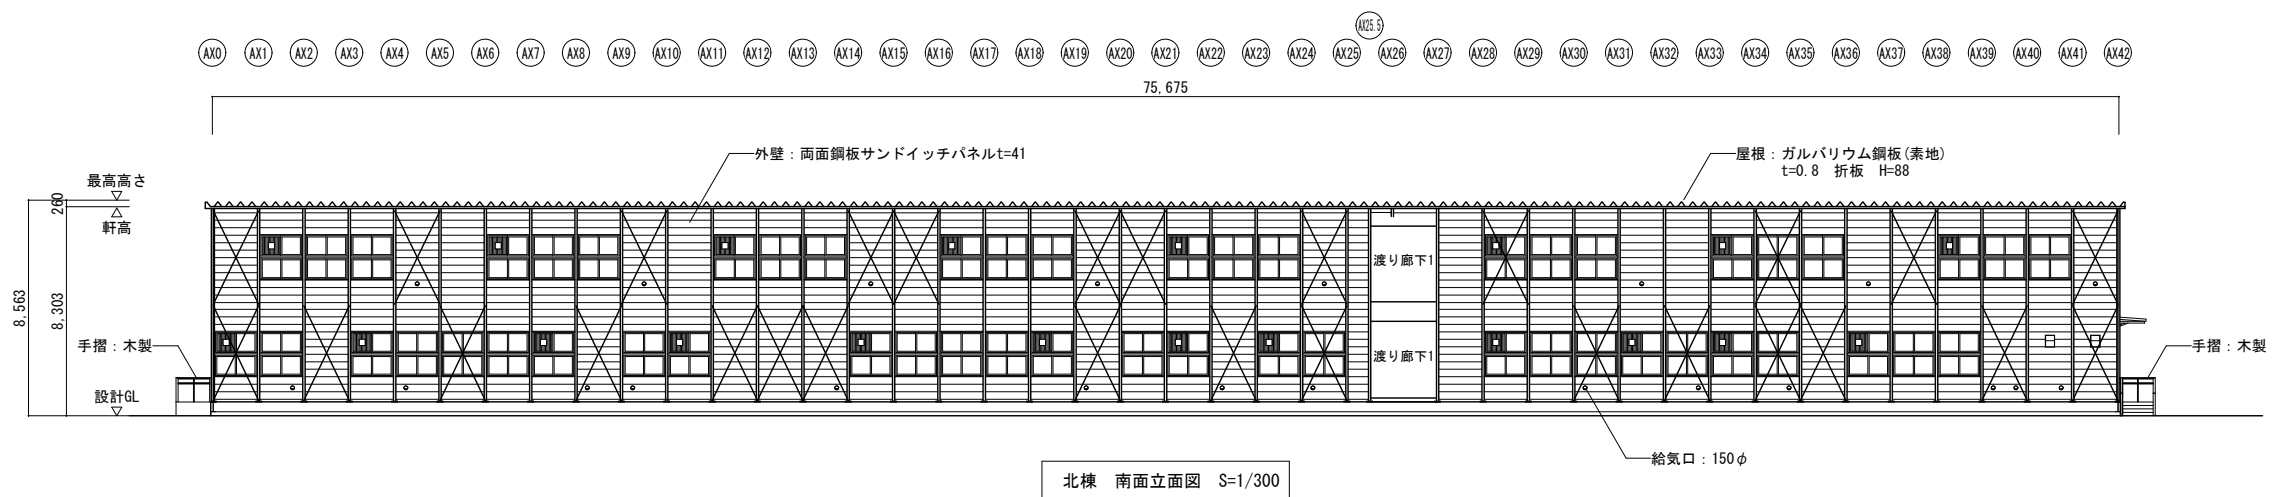 AX25.5
AX0 AX1 AX2 AX3 AX4 AX5 AX6 AX7 AX8 AX9 AX10 AX11 AX12 AX13 AX14 AX15 AX16 AX17 AX18 AX19 AX20 AX21 AX22 AX23 AX24 AX25 AX26 AX27 AX28 AX29 AX30 AX31 AX32 AX33 AX34 AX35 AX36 AX37 AX38 AX39 AX40 AX41 AX42
75,675
外壁：両面鋼板サンドイッチパネルt=41
屋根：ガルバリウム鋼板(素地)
t=0.8 折板 H=88
最高高さ
260
軒高
8,563
8,303
渡り廊下1
渡り廊下1
手摺：木製
手摺：木製
設計GL
給気口：150φ
北棟 南面立面図 S=1/300